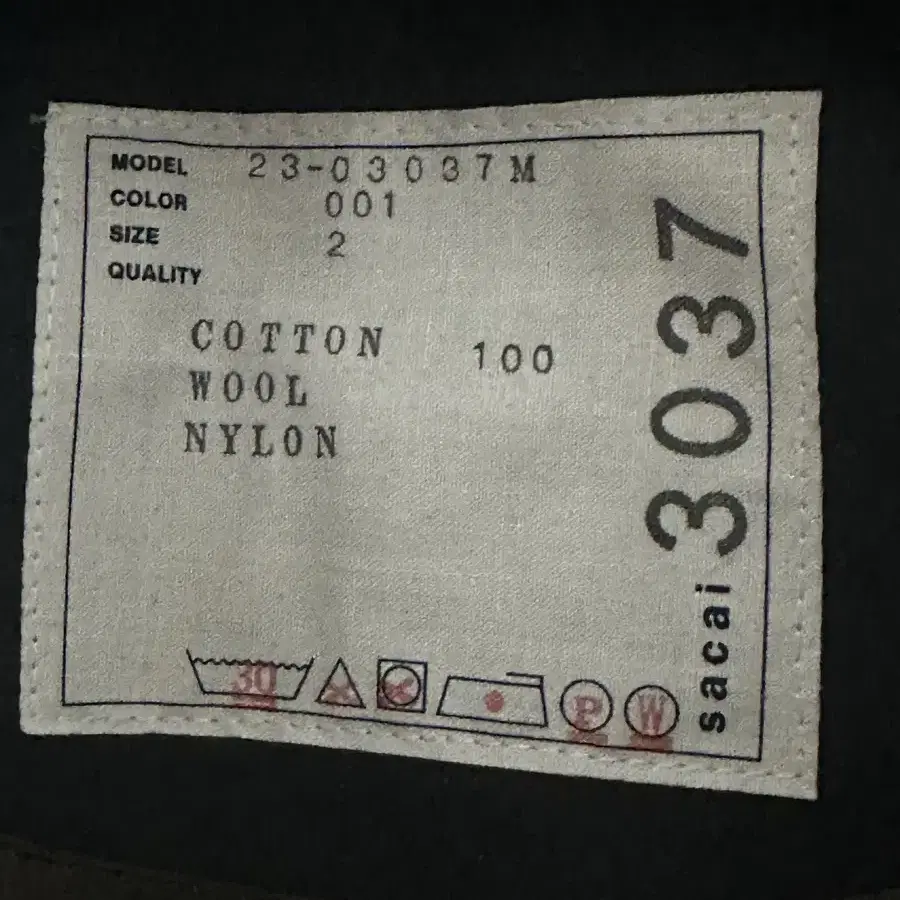 MODEL 23-03037M
COLOR 001
SIZE 2
QUALITY
COTTON 100
WOOL
NYLON
30
P
W
sacai 3037